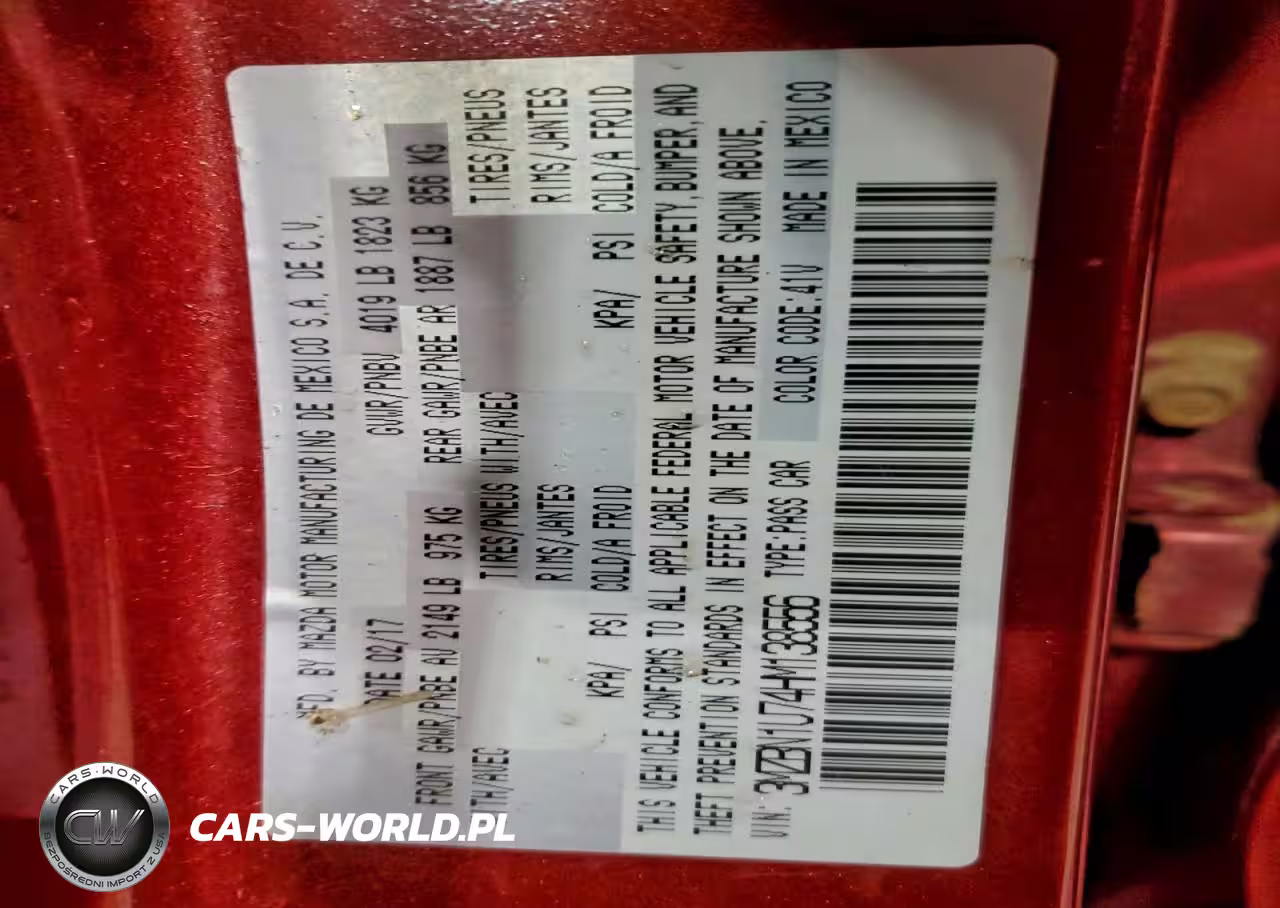 MFD. BY MAZDA MOTOR MANUFACTURING DE MEXICO S.A. DE C.V.
DATE 02/17 GVWR/PNBV 4019 LB 1823 KG
FRONT GAWR/PNBE AV 2149 LB 975 KG REAR GAWR/PNBE AR 1887 LB 856 KG
WITH/AVEC TIRES/PNEUS WITH/AVEC TIRES/PNEUS
RIMS/JANTES RIMS/JANTES
KPA/ PSI COLD/A FROID KPA/ PSI COLD/A FROID
THIS VEHICLE CONFORMS TO ALL APPLICABLE FEDERAL MOTOR VEHICLE SAFETY, BUMPER, AND
THEFT PREVENTION STANDARDS IN EFFECT ON THE DATE OF MANUFACTURE SHOWN ABOVE.
VIN: 3MZBN1U74HM138556 TYPE:PASS CAR COLOR CODE:41V MADE IN MEXICO
CARS-WORLD
CW
BEZPOŚREDNI IMPORT Z USA
CARS-WORLD.PL